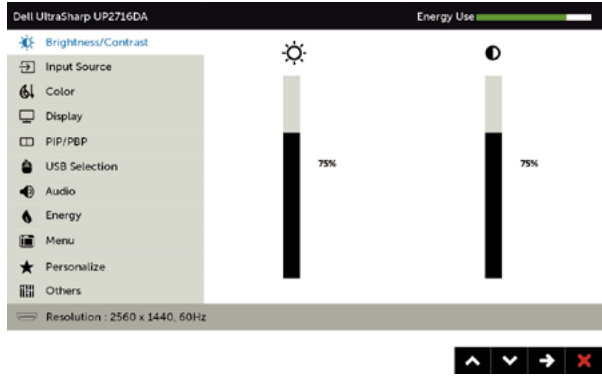 Dell UltraSharp UP2716DA
Energy Use
Brightness/Contrast
Input Source
Color
Display
PIP/PBP
USB Selection
Audio
Energy
Menu
Personalize
Others
75%
75%
Resolution : 2560 x 1440, 60Hz